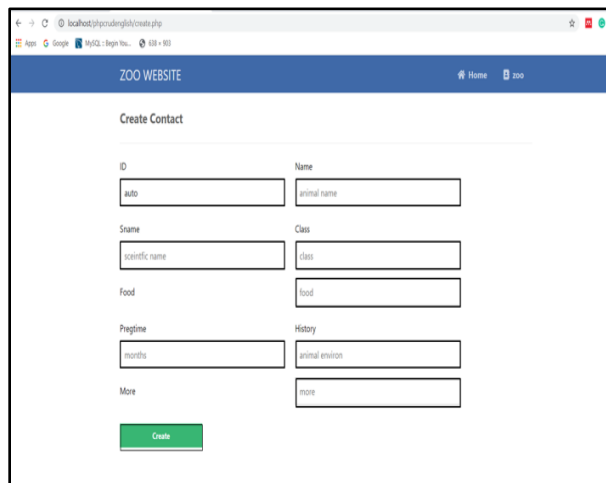 localhost/phpcrudenglish/create.php
Apps Google MySQL :: Begin You... 638 × 903
ZOO WEBSITE Home zoo
Create Contact
ID Name
auto animal name
Sname Class
sceintfic name class
Food food
Pregtime History
months animal environ
More more
Create